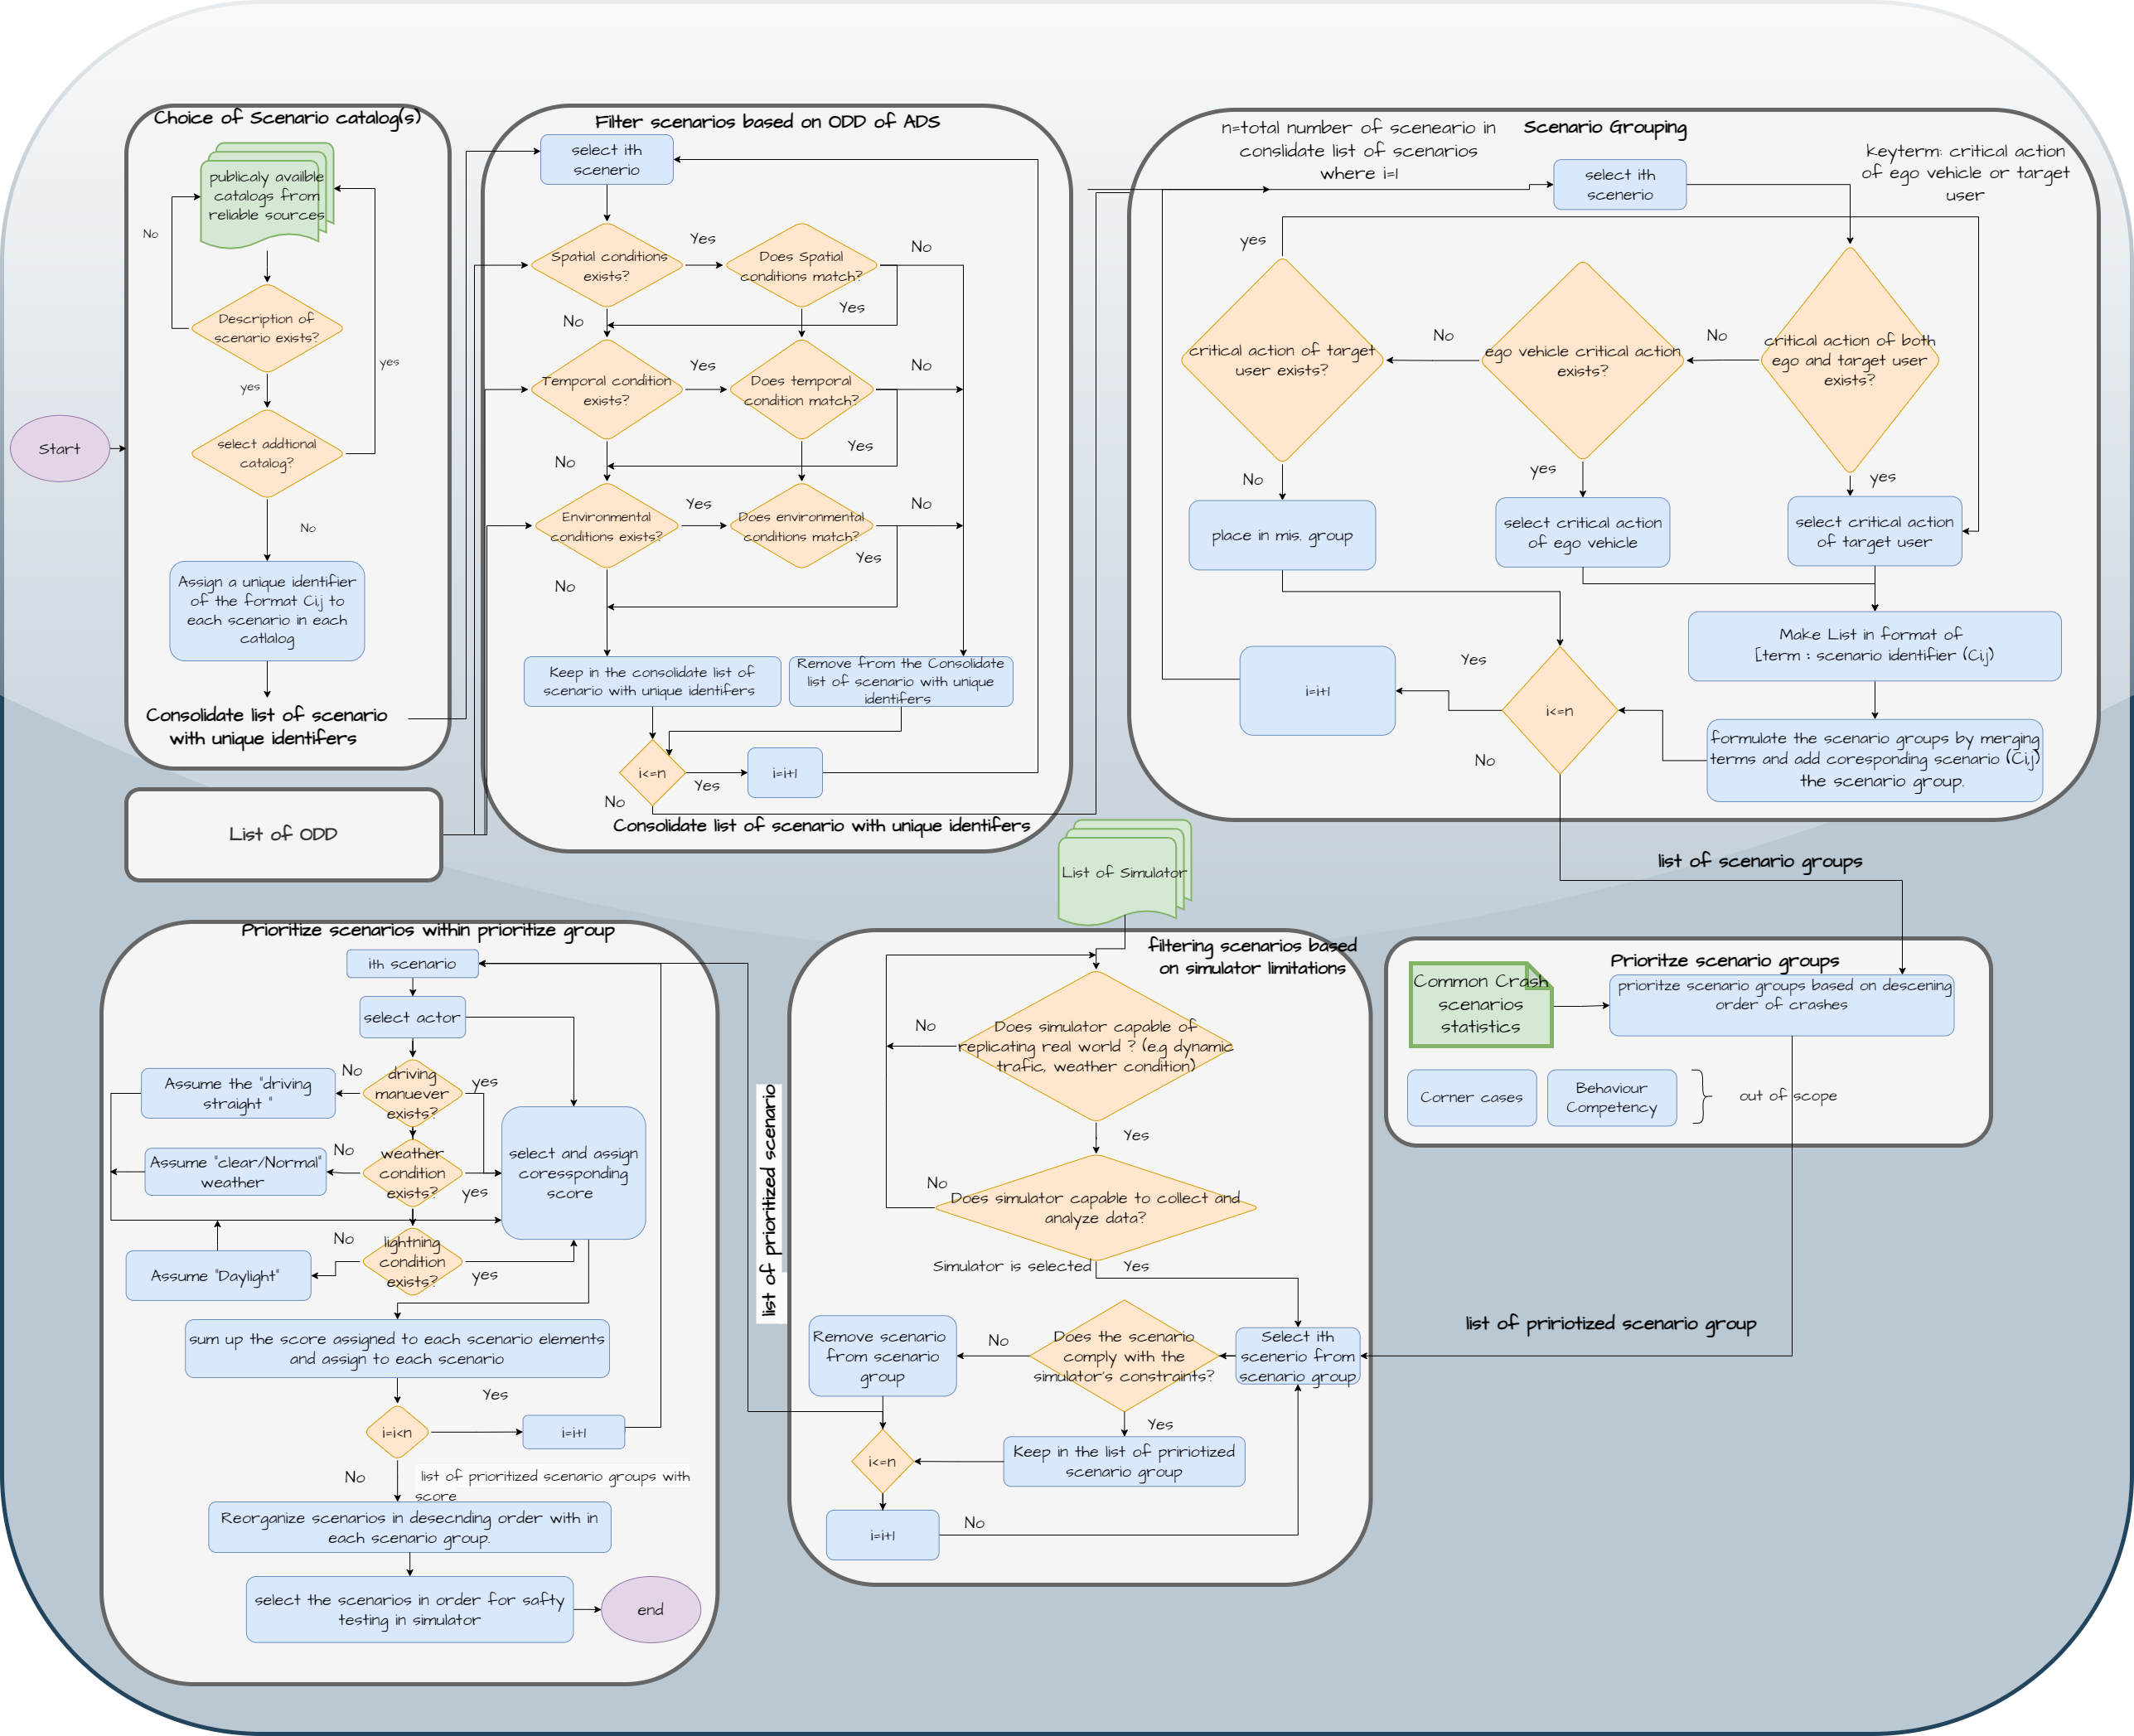 Choice of Scenario catalog(s)
publicaly availble
catalogs from
reliable sources
No
Description of
scenario exists?
yes
yes
select addtional
catalog?
No
Assign a unique identifier
of the format Ci,j to
each scenario in each
catlalog
Consolidate list of scenario
with unique identifers
Start
List of ODD
Filter scenarios based on ODD of ADS
select ith
scenerio
Spatial conditions
exists?
Yes
Does Spatial
conditions match?
No
Yes
No
Temporal condition
exists?
Yes
Does temporal
condition match?
No
Yes
No
Environmental
conditions exists?
Yes
Does environmental
conditions match?
No
Yes
No
Keep in the consolidate list of
scenario with unique identifers
Remove from the Consolidate
list of scenario with unique
identifers
i<=n
Yes
i=i+1
No
Consolidate list of scenario with unique identifers
n=total number of sceneario in
conslidate list of scenarios
where i=1
Scenario Grouping
select ith
scenerio
keyterm: critical action
of ego vehicle or target
user
yes
critical action of target
user exists?
No
ego vehicle critical action
exists?
No
critical action of both
ego and target user
exists?
No
yes
yes
place in mis. group
select critical action
of ego vehicle
select critical action
of target user
Make List in format of
[term : scenario identifier (Ci,j)
i=i+1
Yes
i<=n
No
formulate the scenario groups by merging
terms and add coresponding scenario (Ci,j)
the scenario group.
list of scenario groups
List of Simulator
Prioritize scenarios within prioritize group
ith scenario
select actor
Assume the "driving
straight "
No
driving
manuever
exists?
yes
Assume "clear/Normal"
weather
No
weather
condition
exists?
yes
select and assign
coressponding
score
Assume "Daylight"
No
lightning
condition
exists?
yes
sum up the score assigned to each scenario elements
and assign to each scenario
Yes
i=i<n
i=i+1
No
list of prioritized scenario groups with
score
Reorganize scenarios in desecnding order with in
each scenario group.
select the scenarios in order for safty
testing in simulator
end
list of prioritized scenario
filtering scenarios based
on simulator limitations
No
Does simulator capable of
replicating real world ? (e.g dynamic
trafic, weather condition)
Yes
No
Does simulator capable to collect and
analyze data?
Simulator is selected
Yes
Remove scenario
from scenario
group
No
Does the scenario
comply with the
simulator's constraints?
Select ith
scenerio from
scenario group
Yes
i<=n
Keep in the list of pririotized
scenario group
i=i+1
No
Prioritze scenario groups
Common Crash
scenarios
statistics
prioritze scenario groups based on descening
order of crashes
Corner cases
Behaviour
Competency
out of scope
list of pririotized scenario group